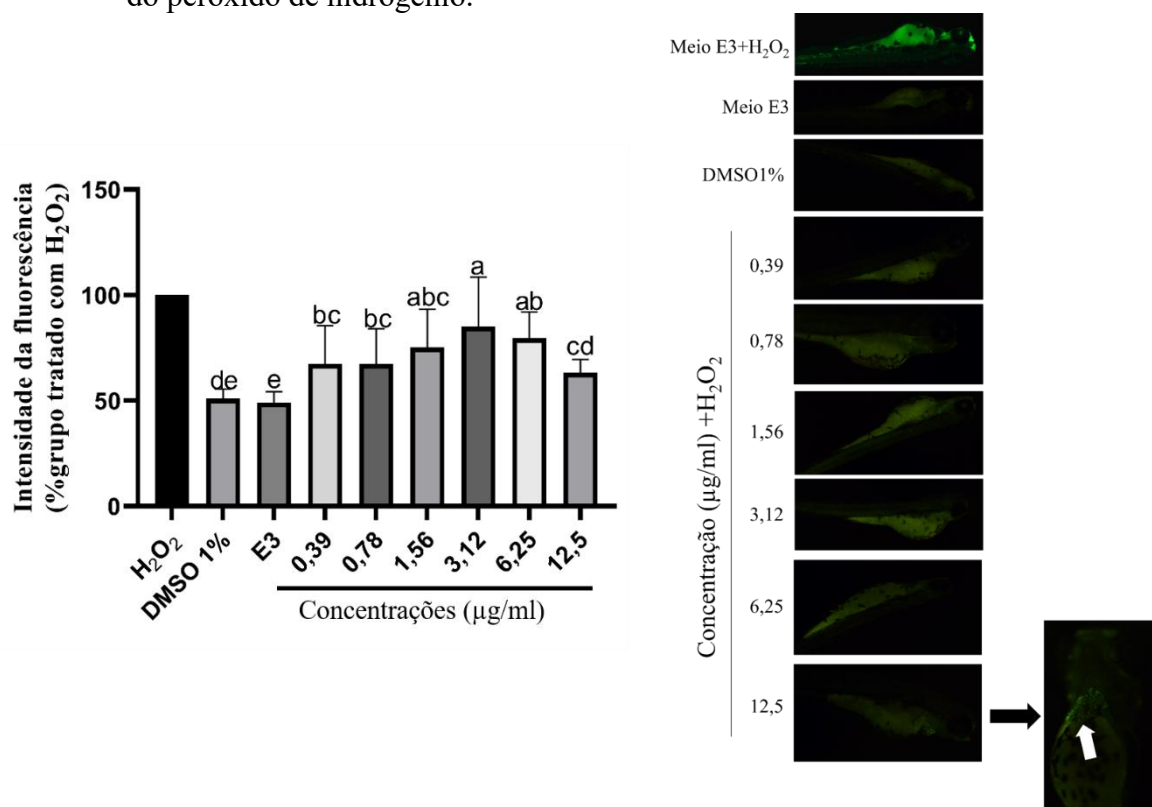 do peróxido de hidrogênio.
Intensidade da fluorescência
(%grupo tratado com H₂O₂)
150
100
50
0
de
e
bc
bc
abc
a
ab
cd
H₂O₂
DMSO 1%
E3
0,39
0,78
1,56
3,12
6,25
12,5
Concentrações (µg/ml)
Meio E3+H₂O₂
Meio E3
DMSO1%
Concentração (µg/ml) +H₂O₂
0,39
0,78
1,56
3,12
6,25
12,5